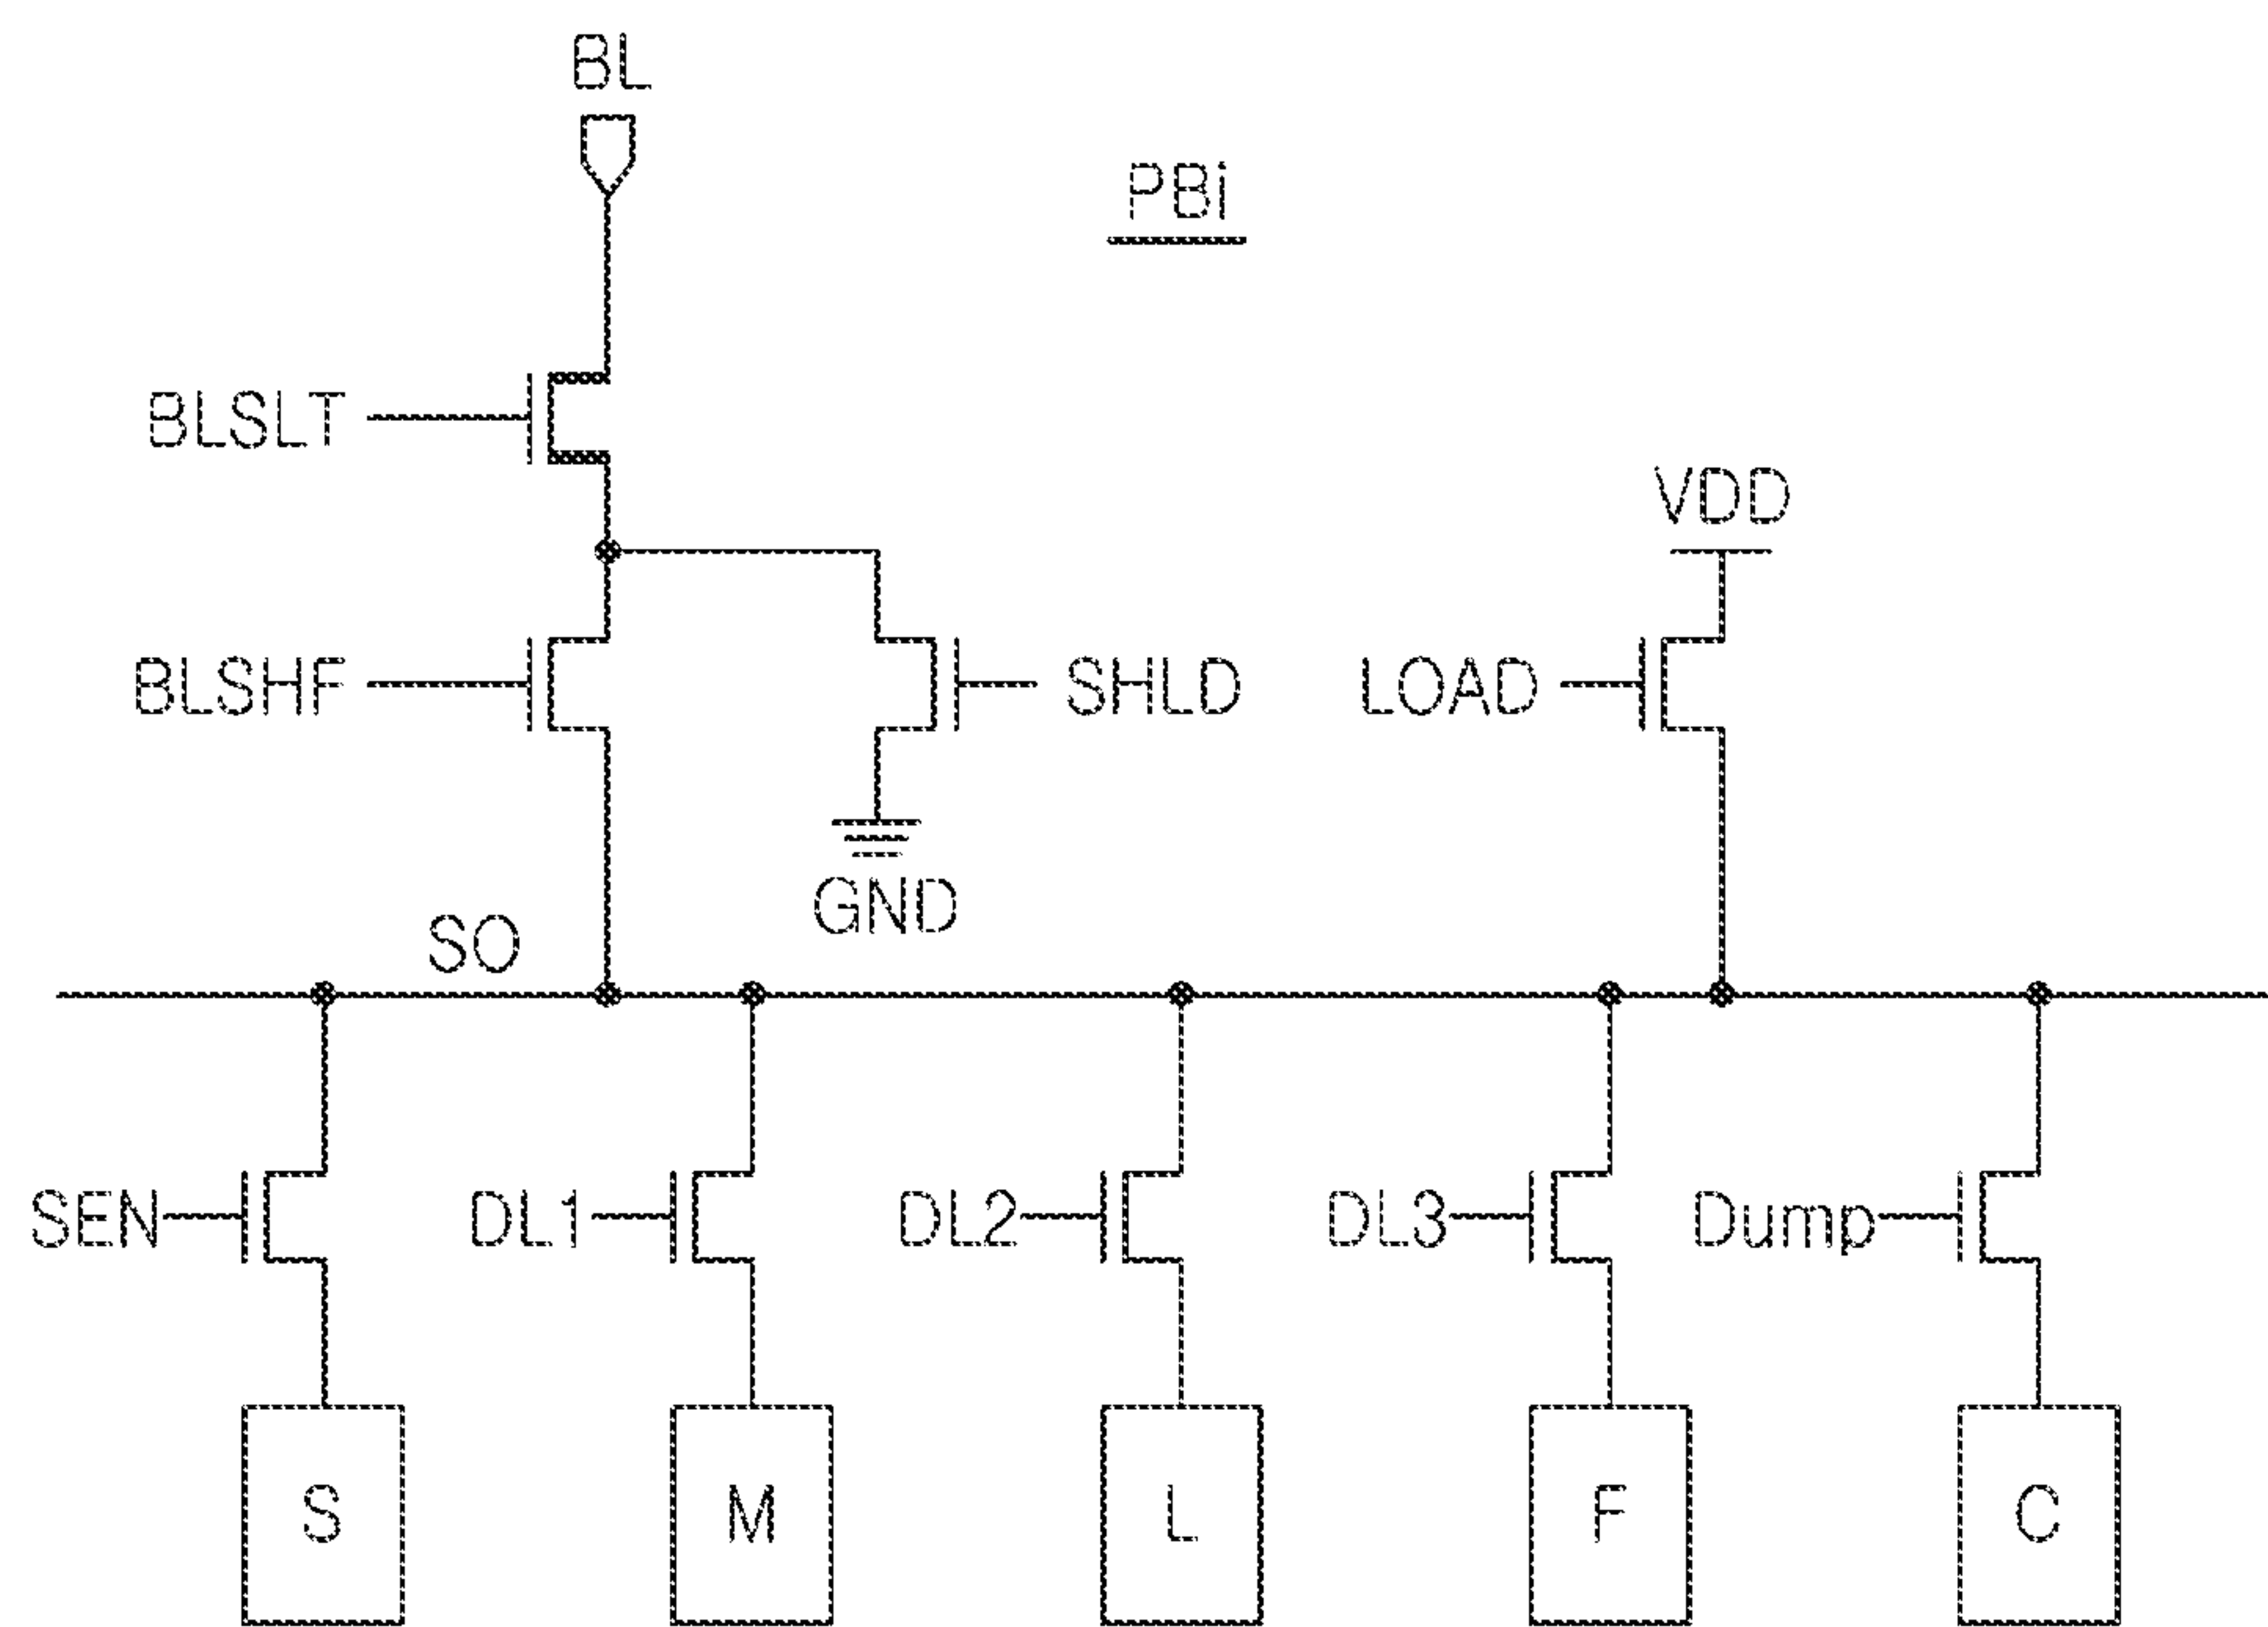 BL
PBi
BLSLT
VDD
BLSHF
SHLD
LOAD
GND
SO
SEN
DL1
DL2
DL3
Dump
S
M
L
F
C